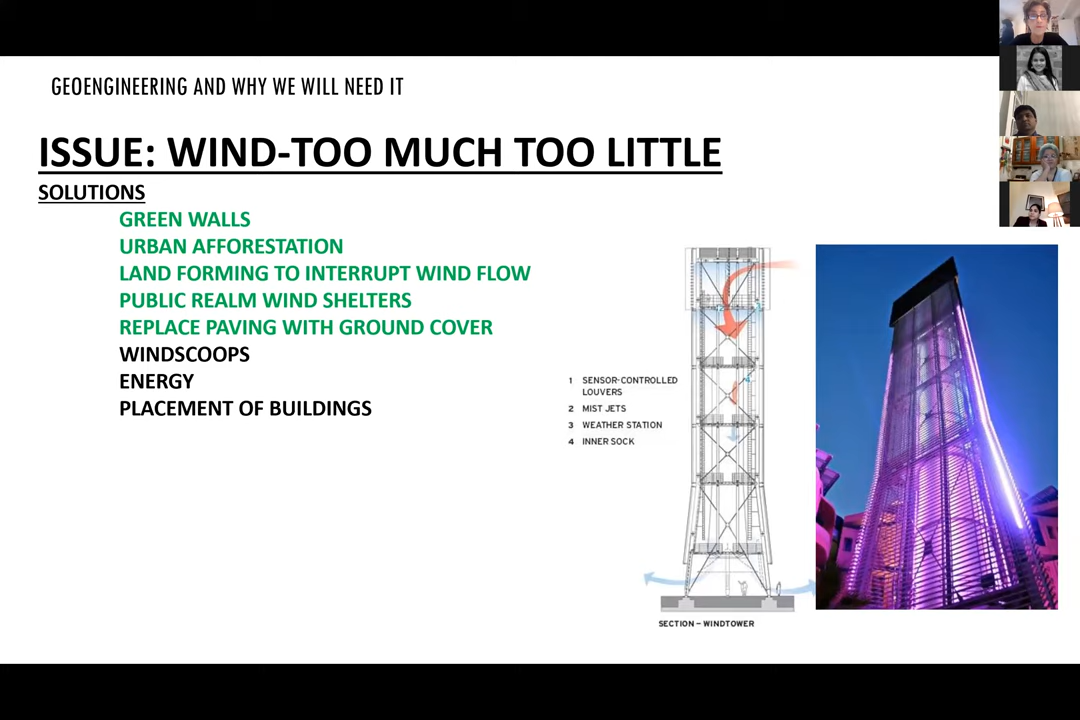 GEOENGINEERING AND WHY WE WILL NEED IT
ISSUE: WIND-TOO MUCH TOO LITTLE
SOLUTIONS
GREEN WALLS
URBAN AFFORESTATION
LAND FORMING TO INTERRUPT WIND FLOW
PUBLIC REALM WIND SHELTERS
REPLACE PAVING WITH GROUND COVER
WINDSCOOPS
ENERGY
PLACEMENT OF BUILDINGS
1 SENSOR-CONTROLLED
LOUVERS
2 MIST JETS
3 WEATHER STATION
4 INNER SOCK
2
4
SECTION – WINDTOWER